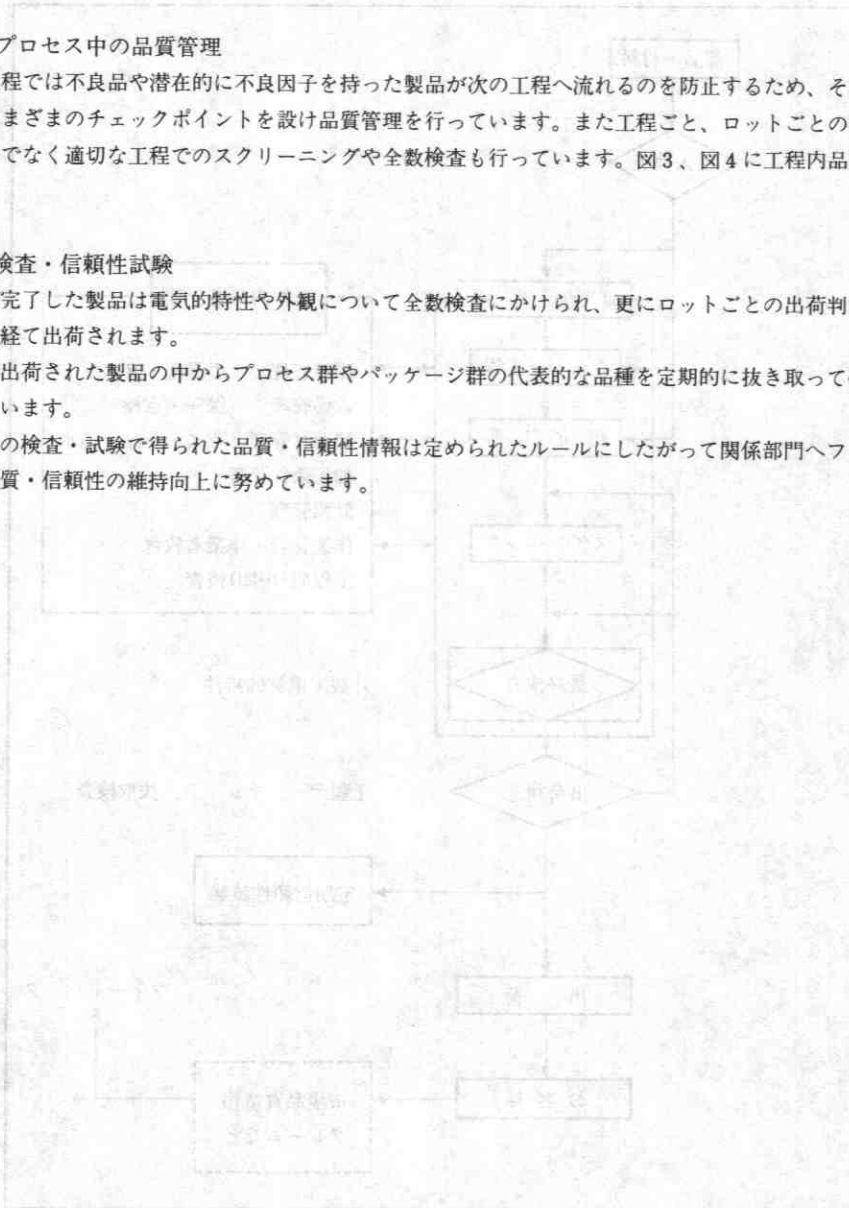 プロセス中の品質管理
程では不良品や潜在的に不良因子を持った製品が次の工程へ流れるのを防止するため、そ
まざまのチェックポイントを設け品質管理を行っています。また工程ごと、ロットごとの
でなく適切な工程でのスクリーニングや全数検査も行っています。図3、図4に工程内品
検査・信頼性試験
完了した製品は電気的特性や外観について全数検査にかけられ、更にロットごとの出荷判
経て出荷されます。
出荷された製品の中からプロセス群やパッケージ群の代表的な品種を定期的に抜き取って
います。
の検査・試験で得られた品質・信頼性情報は定められたルールにしたがって関係部門へフ
質・信頼性の維持向上に努めています。